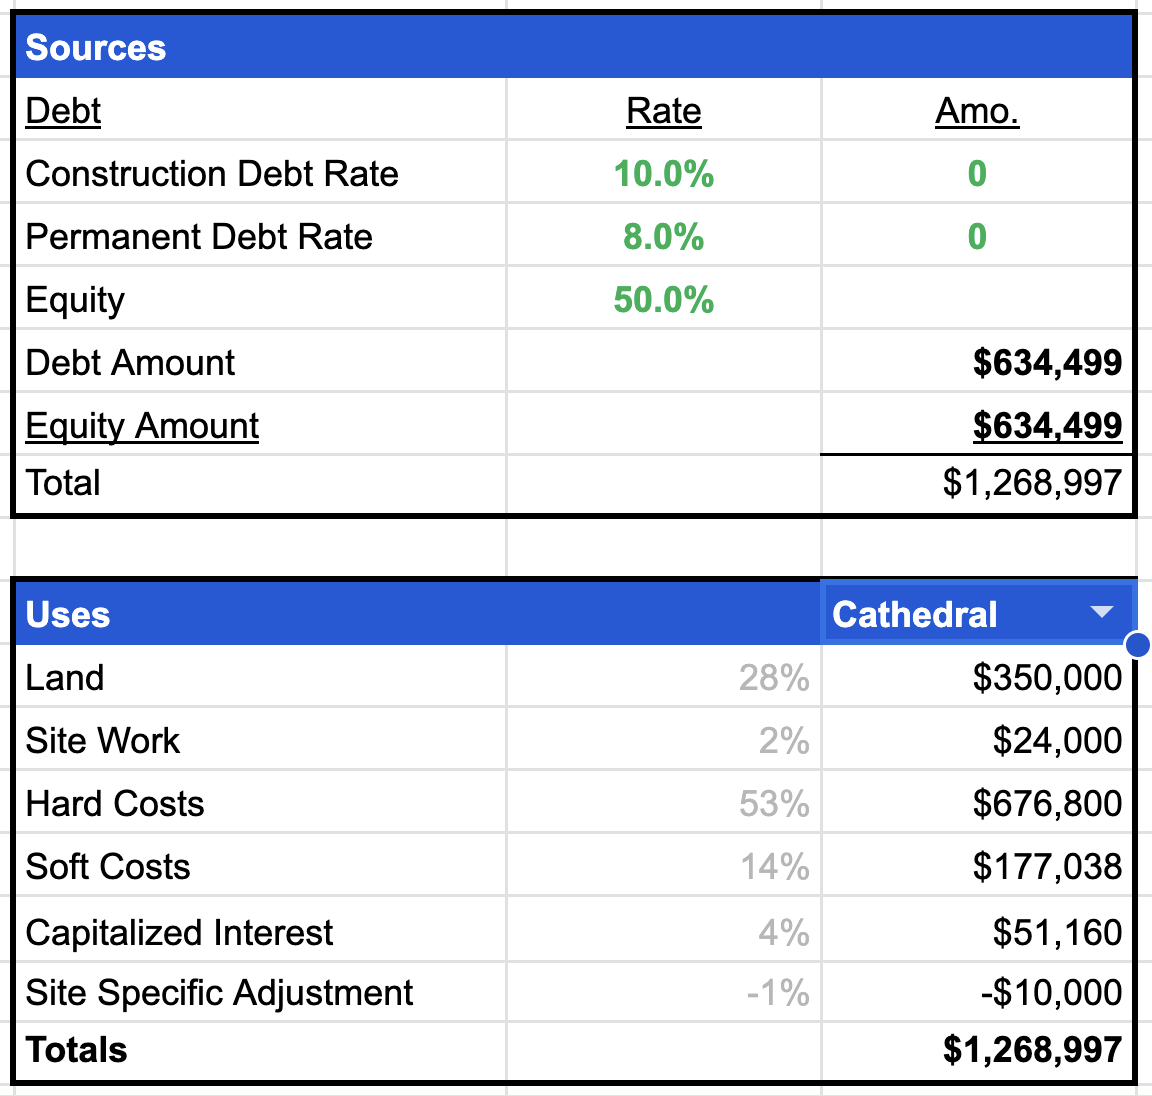 Sources
Debt Rate Amo.
Construction Debt Rate 10.0% 0
Permanent Debt Rate 8.0% 0
Equity 50.0%
Debt Amount $634,499
Equity Amount $634,499
Total $1,268,997
Uses Cathedral
Land 28% $350,000
Site Work 2% $24,000
Hard Costs 53% $676,800
Soft Costs 14% $177,038
Capitalized Interest 4% $51,160
Site Specific Adjustment -1% -$10,000
Totals $1,268,997